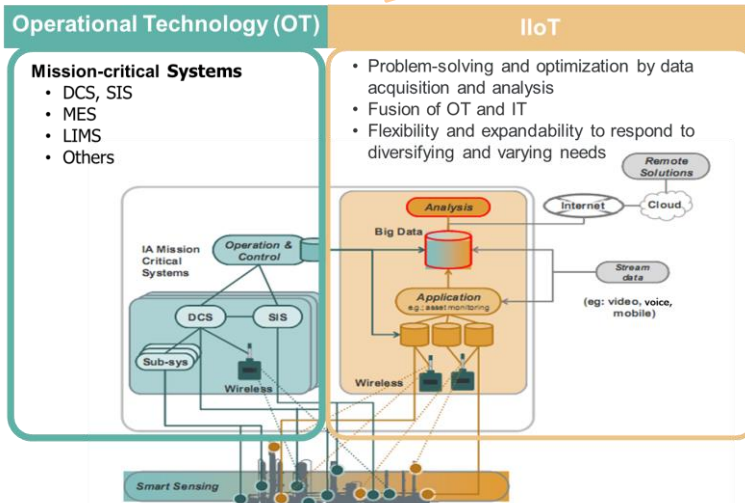 Operational Technology (OT)
IIoT
Mission-critical Systems
• DCS, SIS
• MES
• LIMS
• Others
• Problem-solving and optimization by data
acquisition and analysis
• Fusion of OT and IT
• Flexibility and expandability to respond to
diversifying and varying needs
Remote
Solutions
Analysis
Internet
Cloud
Big Data
IA Mission
Critical
Systems
Operation &
Control
Stream
data
(eg: video, voice,
mobile)
Application
e.g.; asset monitoring
DCS
SIS
Sub-sys
Wireless
Wireless
Smart Sensing